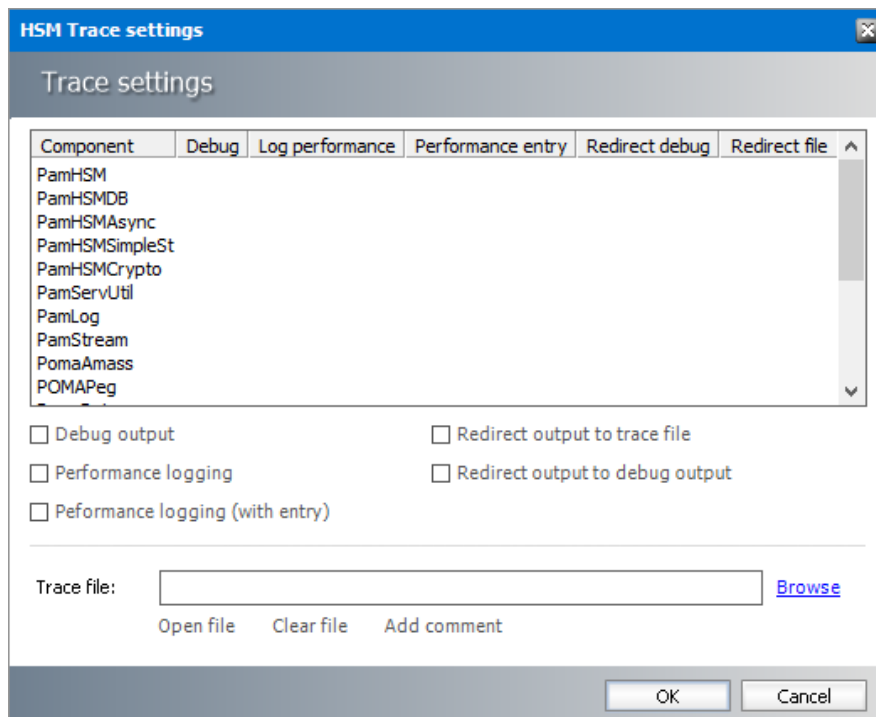 HSM Trace settings
Trace settings
Component Debug Log performance Performance entry Redirect debug Redirect file
PamHSM
PamHSMDB
PamHSMAsync
PamHSMSimpleSt
PamHSMCrypto
PamServUtil
PamLog
PamStream
PomaAmass
POMAPeg
Debug output Redirect output to trace file
Performance logging Redirect output to debug output
Peformance logging (with entry)
Trace file: Browse
Open file Clear file Add comment
OK Cancel